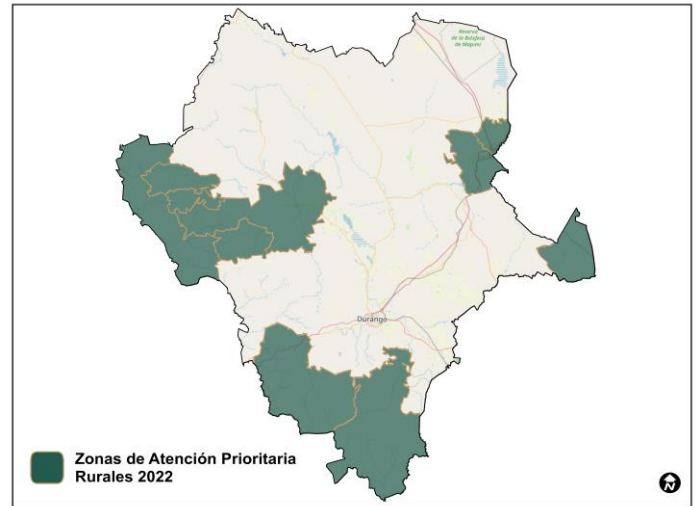 Reserva
de la Biósfera
de Mapimí
Durango
Zonas de Atención Prioritaria
Rurales 2022
N